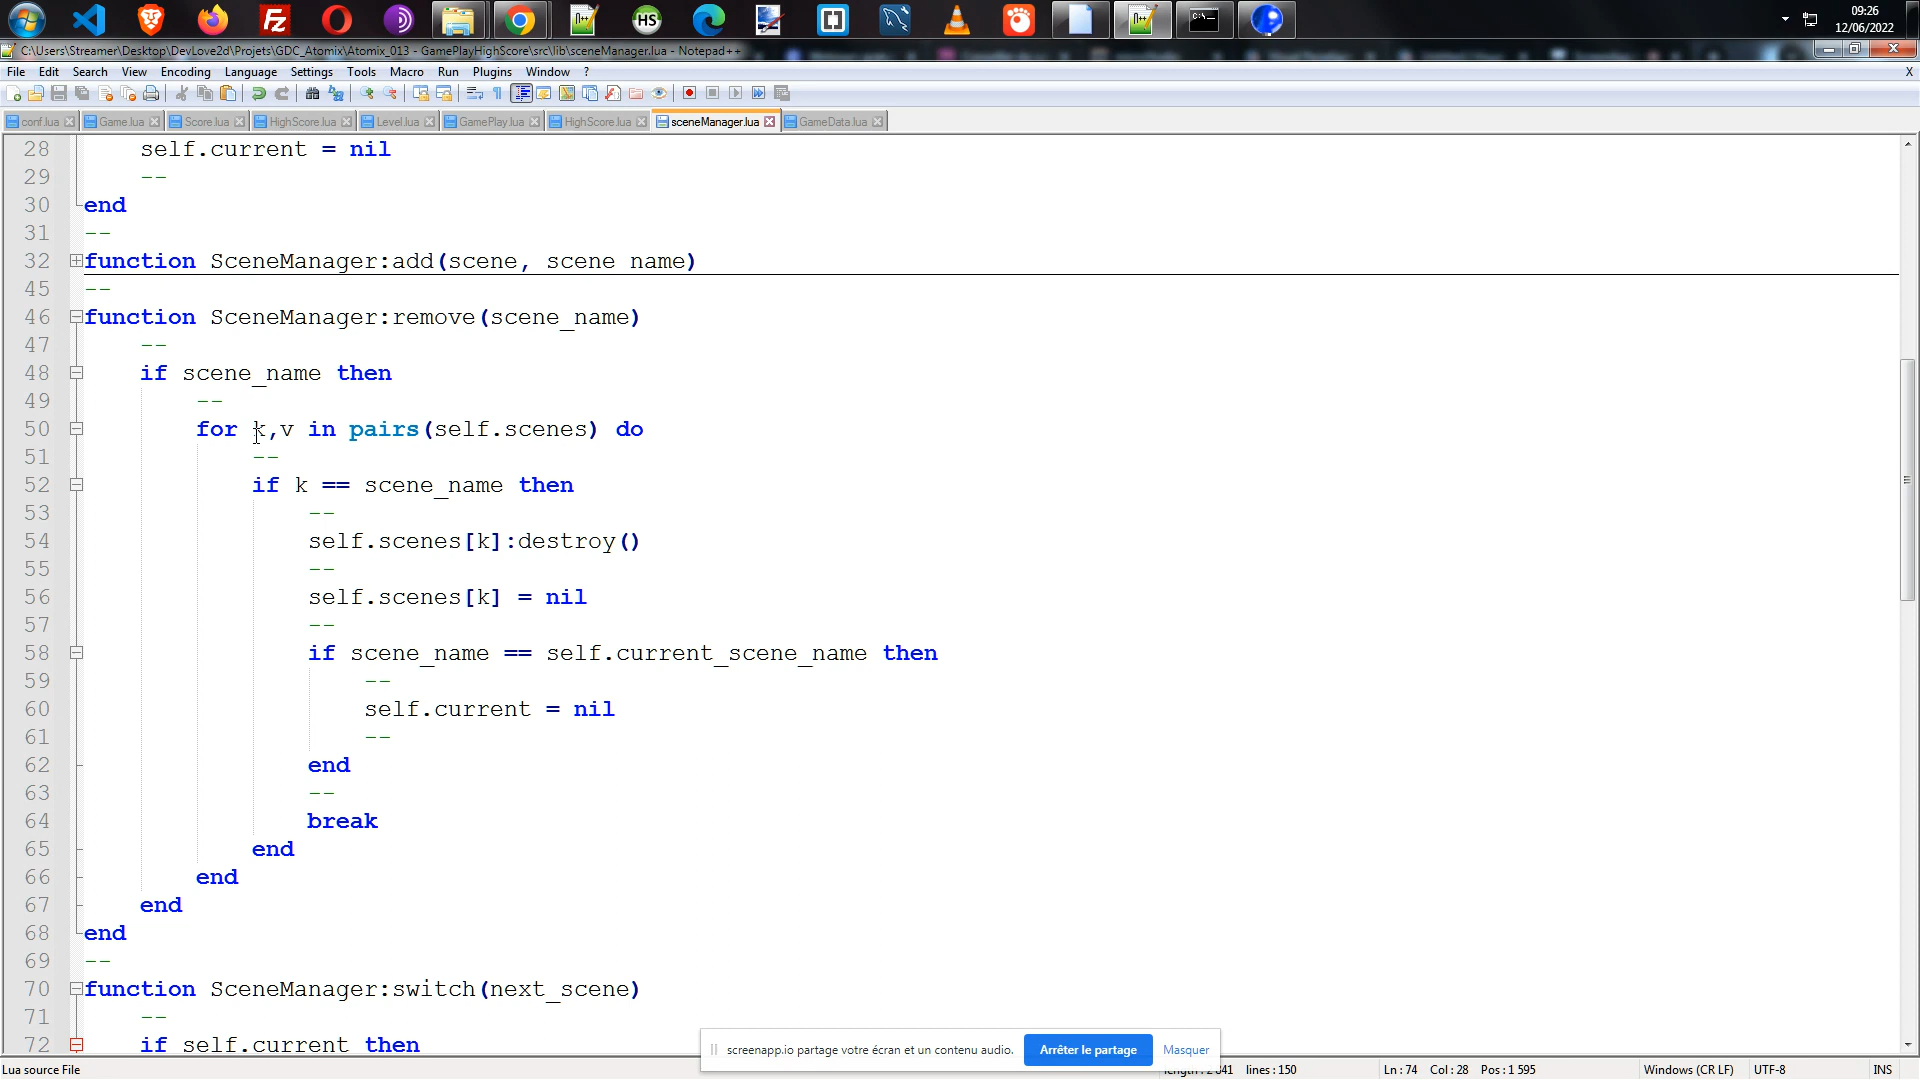 HS
09:26
12/06/2022
C:\Users\Streamer\Desktop\DevLove2d\Projets\GDC_Atomix\Atomix_013 - GamePlayHighScore\src\lib\sceneManager.lua - Notepad++
File Edit Search View Encoding Language Settings Tools Macro Run Plugins Window ? X
conf.lua Game.lua Score.lua HighScore.lua Level.lua GamePlay.lua HighScore.lua sceneManager.lua GameData.lua
28 self.current = nil
29 --
30 end
31 --
32 function SceneManager:add(scene, scene_name)
45 --
46 function SceneManager:remove(scene_name)
47 --
48 if scene_name then
49 --
50 for k,v in pairs(self.scenes) do
51 --
52 if k == scene_name then
53 --
54 self.scenes[k]:destroy()
55 --
56 self.scenes[k] = nil
57 --
58 if scene_name == self.current_scene_name then
59 --
60 self.current = nil
61 --
62 end
63 --
64 break
65 end
66 end
67 end
68 end
69 --
70 function SceneManager:switch(next_scene)
71 --
72 if self.current then
screenapp.io partage votre écran et un contenu audio. Arrêter le partage Masquer
Lua source File lines : 150 Ln : 74 Col : 28 Pos : 1 595 Windows (CR LF) UTF-8 INS